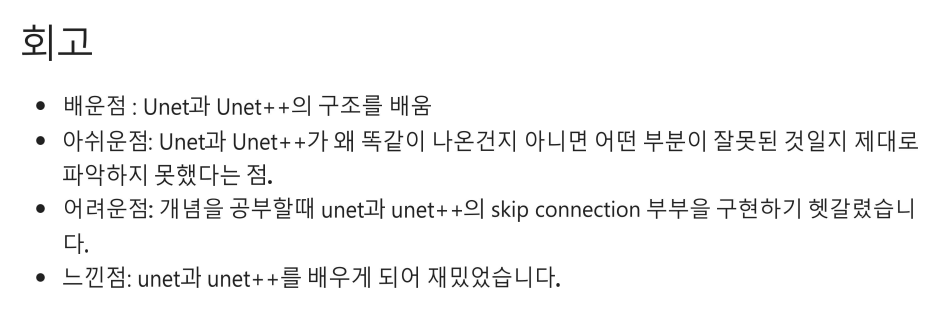 회고
• 배운점 : Unet과 Unet++의 구조를 배움
• 아쉬운점: Unet과 Unet++가 왜 똑같이 나온건지 아니면 어떤 부분이 잘못된 것일지 제대로
파악하지 못했다는 점.
• 어려운점: 개념을 공부할때 unet과 unet++의 skip connection 부부을 구현하기 헷갈렸습니
다.
• 느낀점: unet과 unet++를 배우게 되어 재밌었습니다.